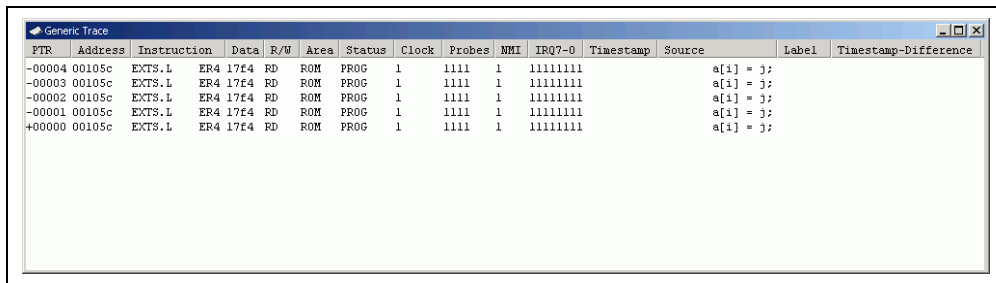 Generic Trace
PTR Address Instruction Data R/W Area Status Clock Probes NMI IRQ7-0 Timestamp Source Label Timestamp-Difference
-00004 00105c EXTS.L ER4 17f4 RD ROM PROG 1 1111 1 11111111 a[i] = j;
-00003 00105c EXTS.L ER4 17f4 RD ROM PROG 1 1111 1 11111111 a[i] = j;
-00002 00105c EXTS.L ER4 17f4 RD ROM PROG 1 1111 1 11111111 a[i] = j;
-00001 00105c EXTS.L ER4 17f4 RD ROM PROG 1 1111 1 11111111 a[i] = j;
+00000 00105c EXTS.L ER4 17f4 RD ROM PROG 1 1111 1 11111111 a[i] = j;